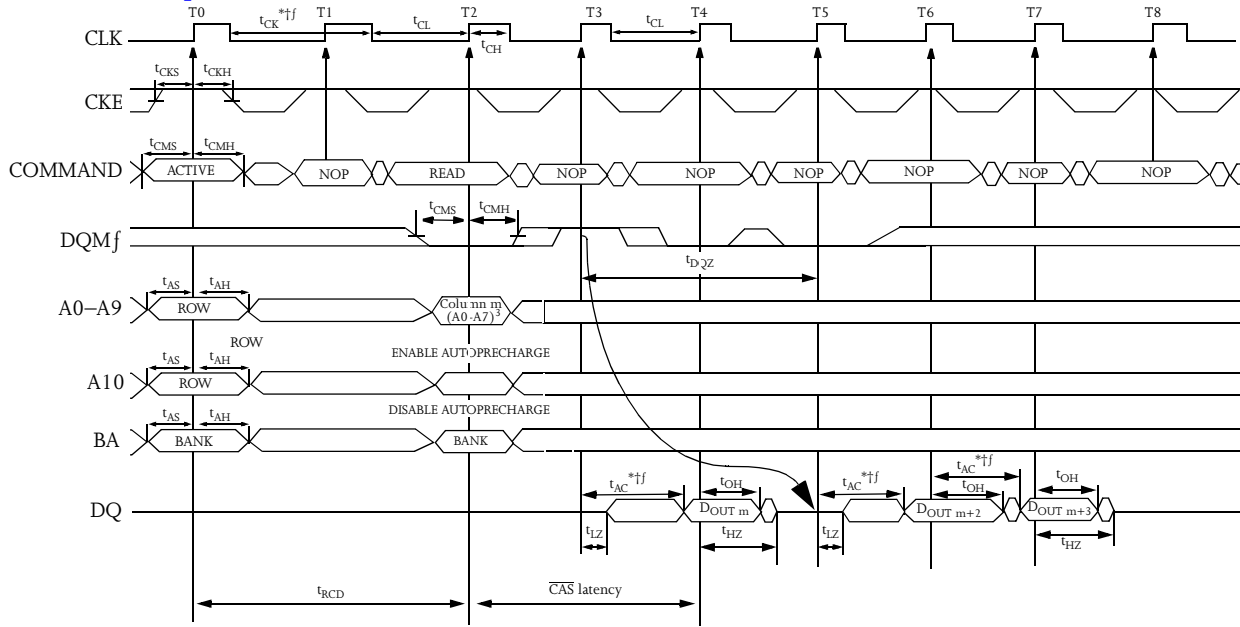 T0 T1 T2 T3 T4 T5 T6 T7 T8
tCK*†ƒ tCL tCL
CLK
tCH
tCKS tCKH
CKE
tCMS tCMH
COMMAND ACTIVE NOP READ NOP NOP NOP NOP NOP NOP
tCMS tCMH
DQMƒ
tDQZ
tAS tAH
A0–A9 ROW Column m
(A0-A7)3
ROW ENABLE AUTOPRECHARGE
tAS tAH
A10 ROW
DISABLE AUTOPRECHARGE
tAS tAH
BA BANK BANK
tAC*†ƒ tOH tAC*†ƒ tAC*†ƒ tOH tOH
DQ DOUT m DOUT m+2 DOUT m+3
tLZ tHZ tLZ tHZ
tRCD CAS latency